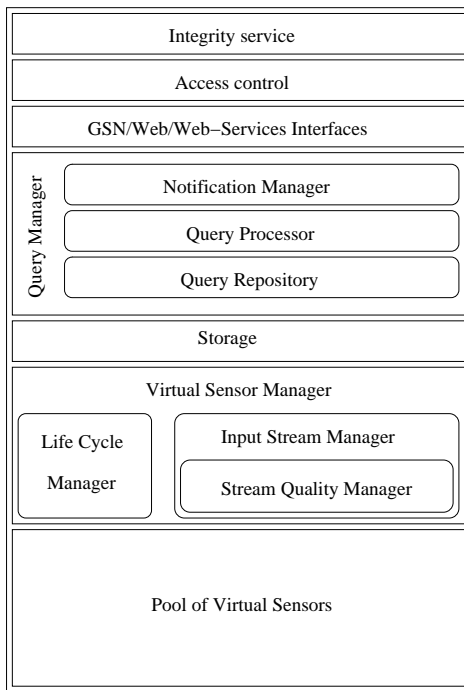 Integrity service
Access control
GSN/Web/Web−Services Interfaces
Query Manager
Notification Manager
Query Processor
Query Repository
Storage
Virtual Sensor Manager
Life Cycle
Manager
Input Stream Manager
Stream Quality Manager
Pool of Virtual Sensors